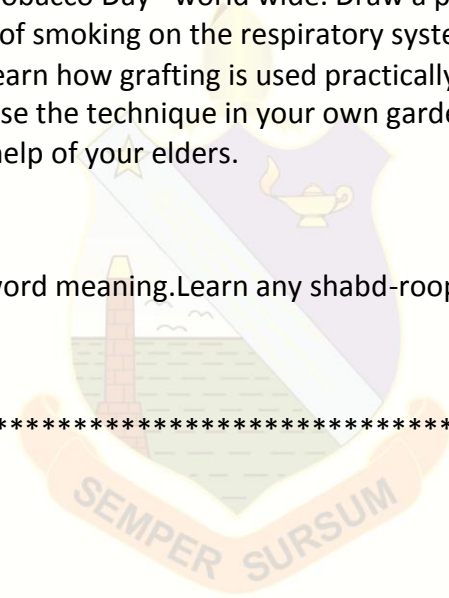 obacco Day" world wide. Draw a p
of smoking on the respiratory syste
earn how grafting is used practically
se the technique in your own garde
help of your elders.
word meaning.Learn any shabd-roop
*******************************
SEMPER SURSUM